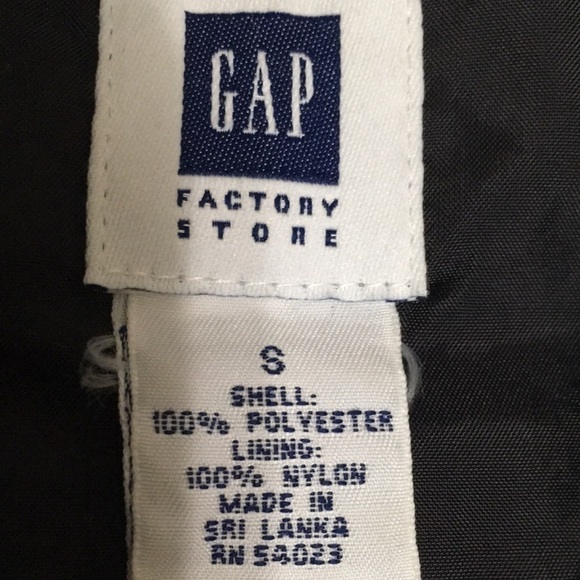 GAP
FACTORY
STORE
S
SHELL:
100% POLYESTER
LINING:
100% NYLON
MADE IN
SRI LANKA
RN 54023